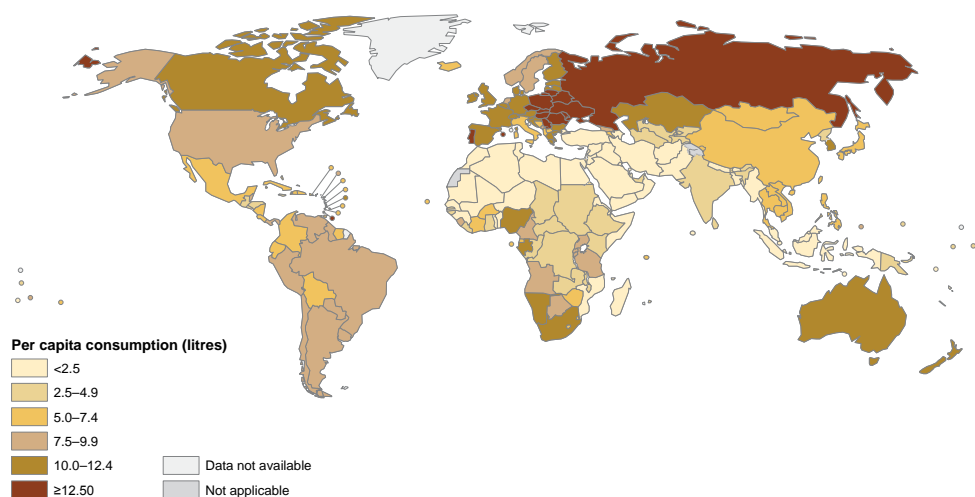 Per capita consumption (litres)
<2.5
2.5–4.9
5.0–7.4
7.5–9.9
10.0–12.4
≥12.50
Data not available
Not applicable